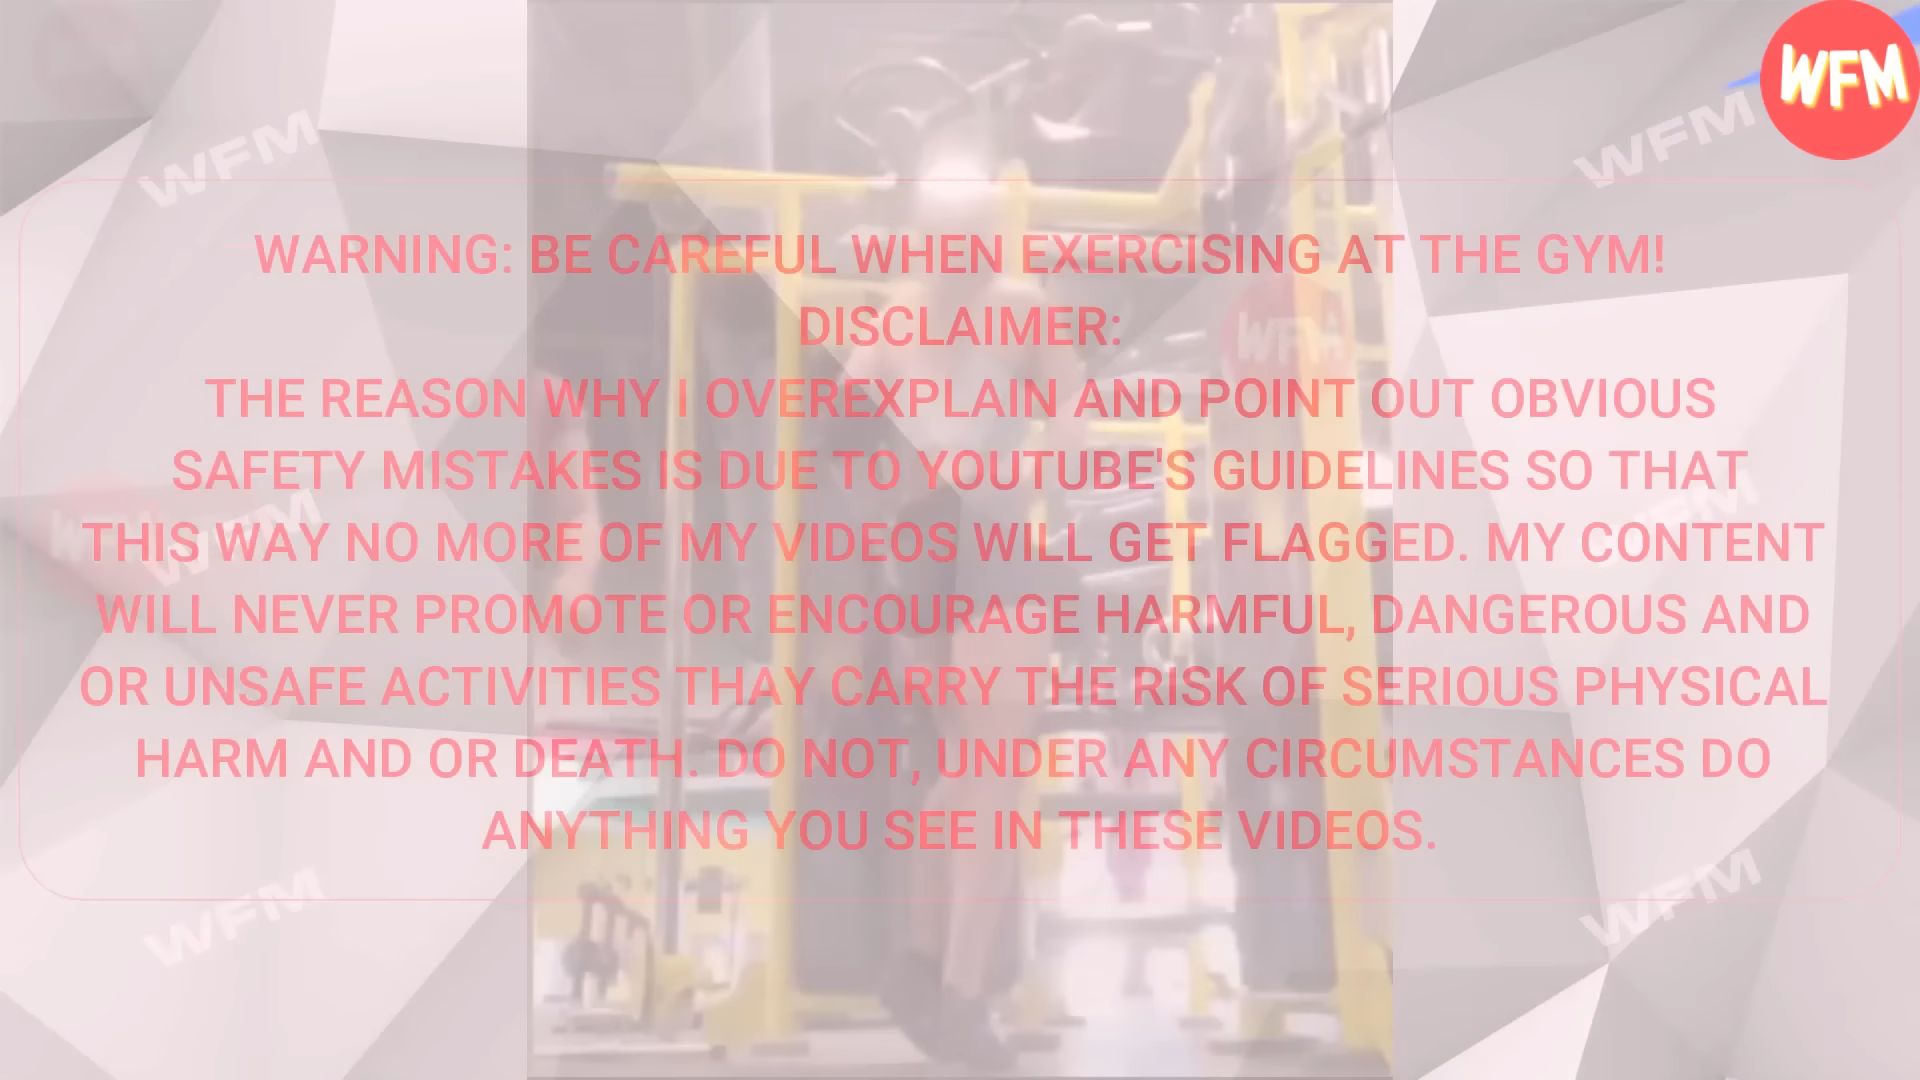 WFM
WFM
WFM
WARNING: BE CAREFUL WHEN EXERCISING AT THE GYM!
DISCLAIMER:
WFM
THE REASON WHY I OVEREXPLAIN AND POINT OUT OBVIOUS
SAFETY MISTAKES IS DUE TO YOUTUBE'S GUIDELINES SO THAT
THIS WAY NO MORE OF MY VIDEOS WILL GET FLAGGED. MY CONTENT
WFM
WFM
WFM
WILL NEVER PROMOTE OR ENCOURAGE HARMFUL, DANGEROUS AND
OR UNSAFE ACTIVITIES THAY CARRY THE RISK OF SERIOUS PHYSICAL
HARM AND OR DEATH. DO NOT, UNDER ANY CIRCUMSTANCES DO
ANYTHING YOU SEE IN THESE VIDEOS.
WFM
WFM